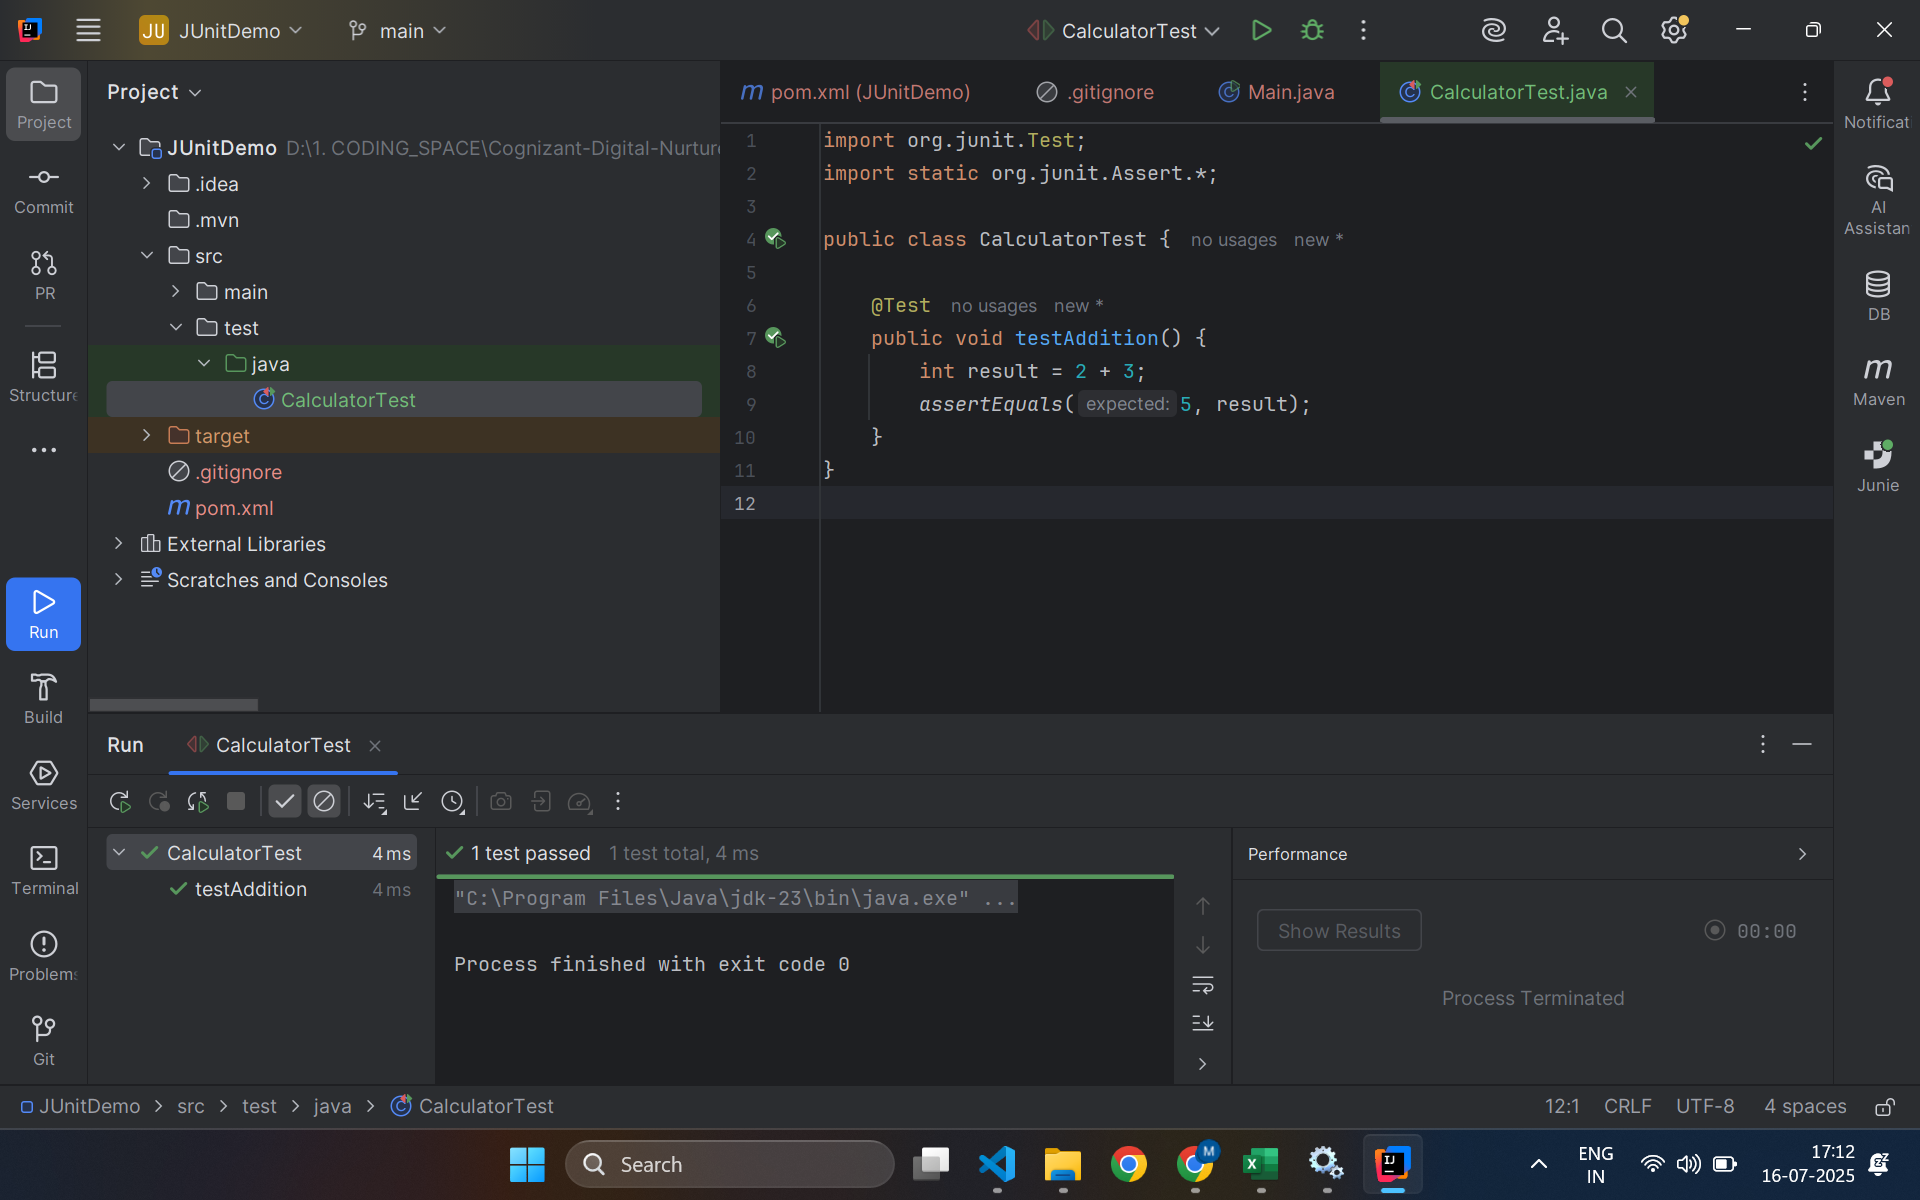 JU JUnitDemo main CalculatorTest
Project
Commit
PR
Structure
Run
Build
Services
Terminal
Problems
Git
Project
JUnitDemo D:\1. CODING_SPACE\Cognizant-Digital-Nurture
.idea
.mvn
src
main
test
java
CalculatorTest
target
.gitignore
pom.xml
External Libraries
Scratches and Consoles
pom.xml (JUnitDemo) .gitignore Main.java CalculatorTest.java
1 import org.junit.Test;
2 import static org.junit.Assert.*;
3
4 public class CalculatorTest { no usages new *
5
6 @Test no usages new *
7 public void testAddition() {
8 int result = 2 + 3;
9 assertEquals( expected: 5, result);
10 }
11 }
12
Notificati
AI
Assistan
DB
Maven
Junie
Run CalculatorTest
CalculatorTest 4 ms
testAddition 4 ms
1 test passed 1 test total, 4 ms
"C:\Program Files\Java\jdk-23\bin\java.exe" ...
Process finished with exit code 0
Performance
Show Results 00:00
Process Terminated
JUnitDemo > src > test > java > CalculatorTest
12:1 CRLF UTF-8 4 spaces
Search
M
ENG
IN
17:12
16-07-2025